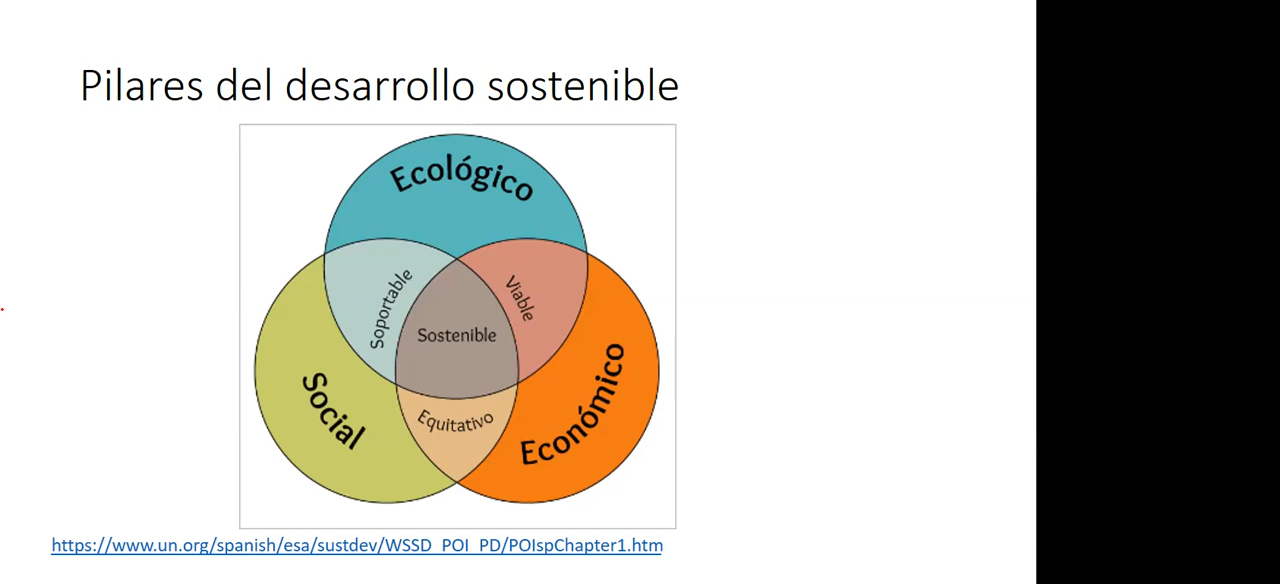 Pilares del desarrollo sostenible
Ecológico
Soportable
Viable
Sostenible
Social
Equitativo
Económico
https://www.un.org/spanish/esa/sustdev/WSSD_POI_PD/POIspChapter1.htm